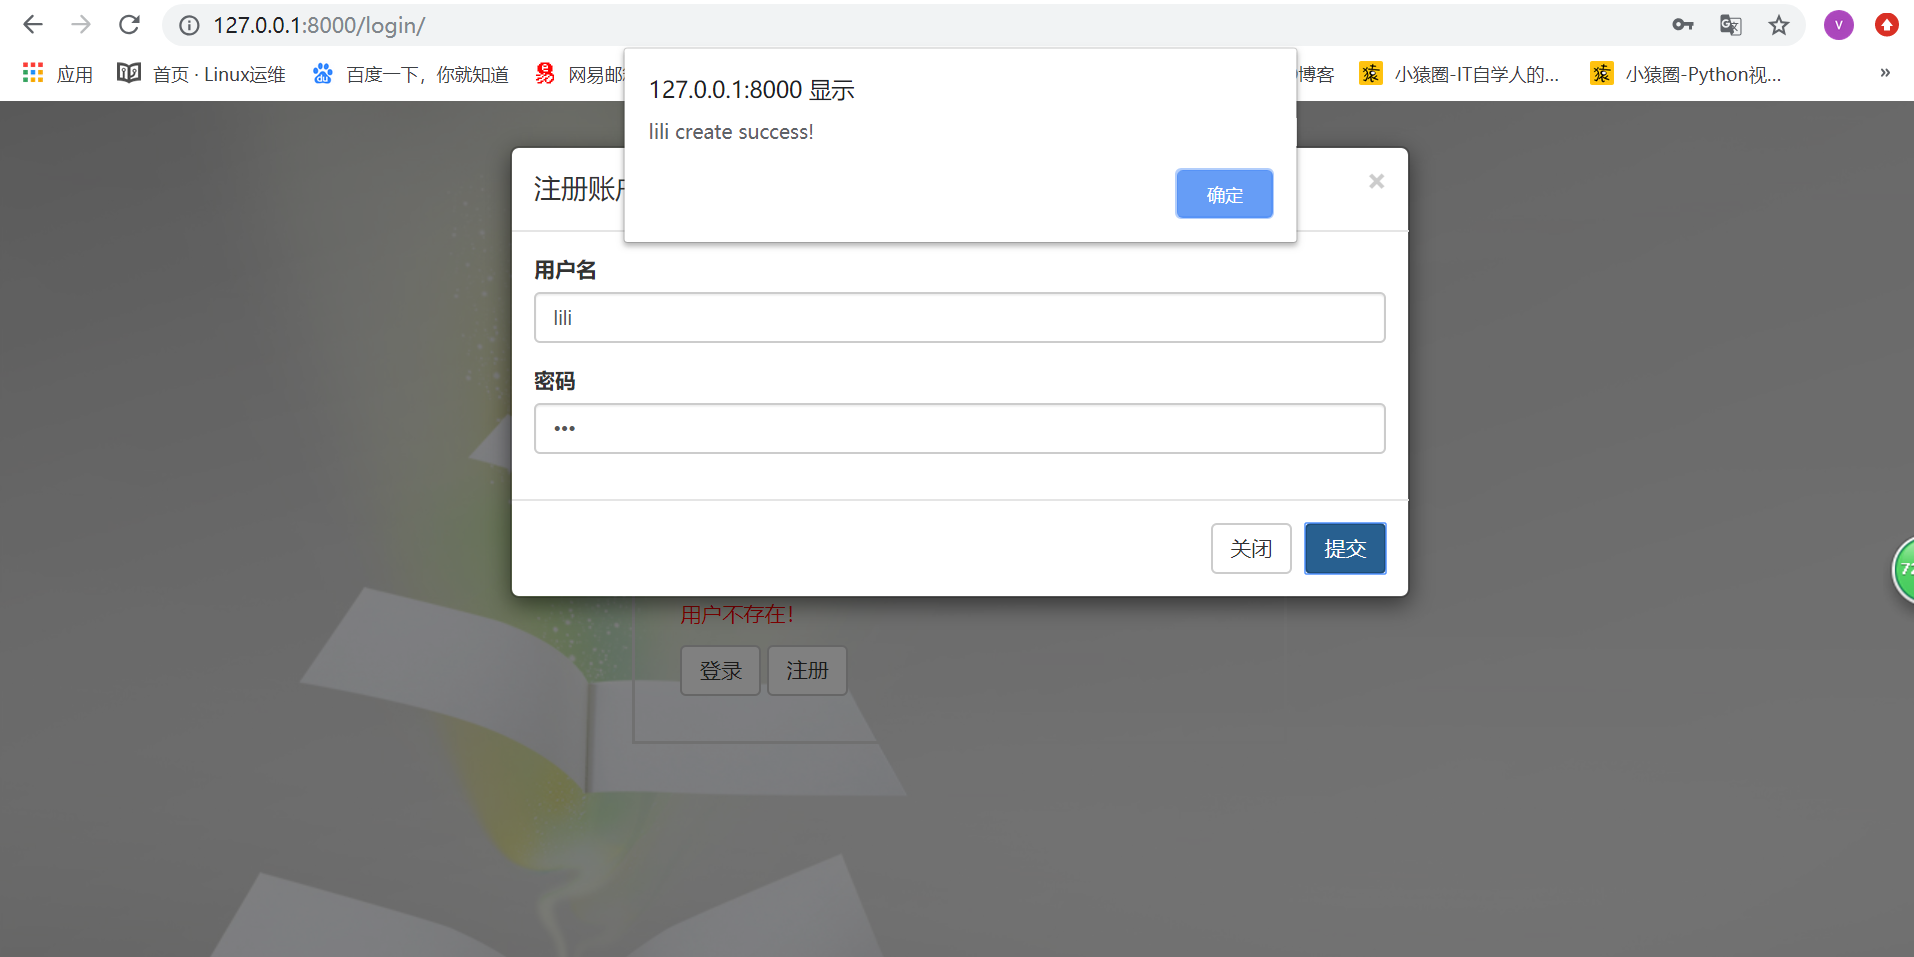 127.0.0.1:8000/login/
V
应用
首页 · Linux运维
百度一下，你就知道
网易邮
博客
小猿圈-IT自学人的...
小猿圈-Python视...
»
127.0.0.1:8000 显示
lili create success!
确定
注册账户
×
用户名
lili
密码
•••
关闭 提交
用户不存在!
登录 注册
72